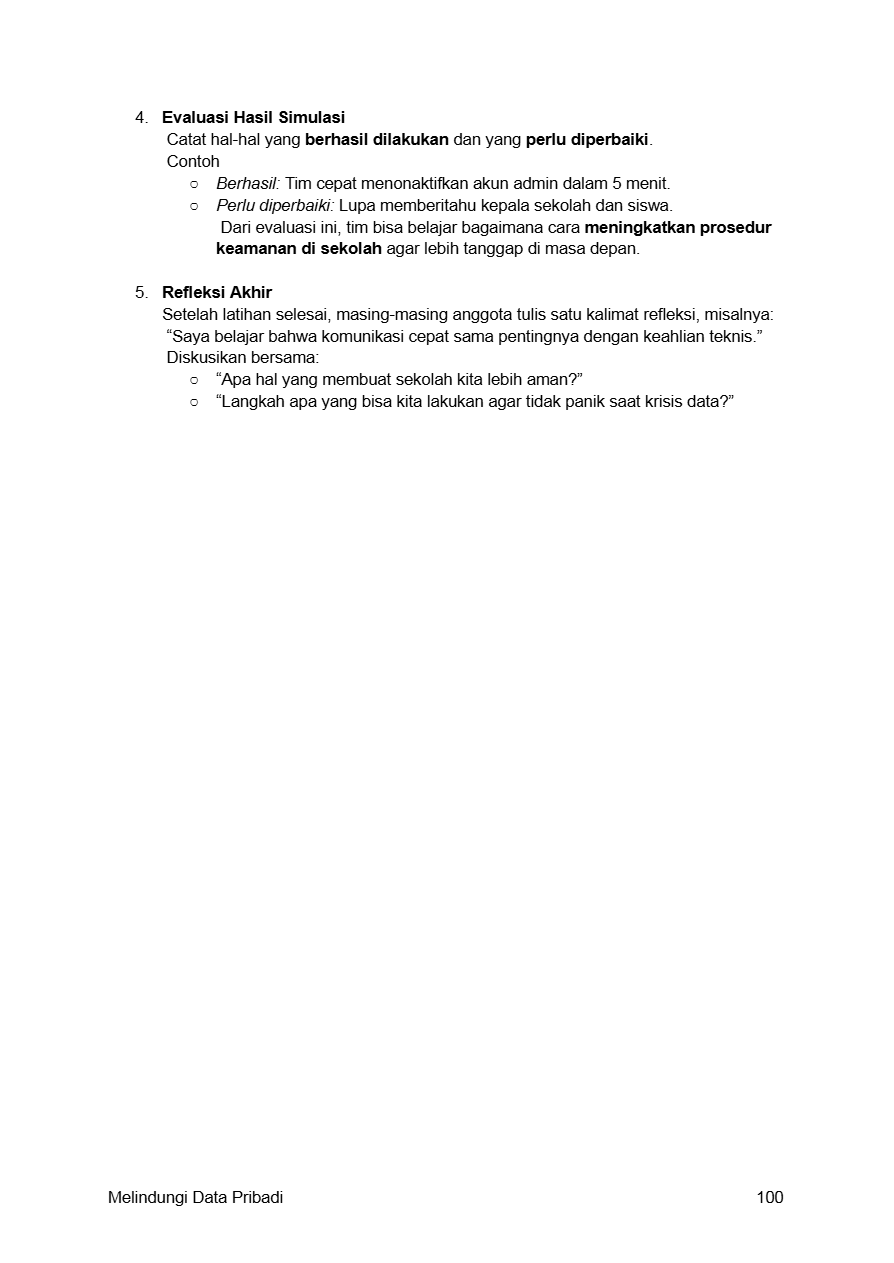 4. Evaluasi Hasil Simulasi
Catat hal-hal yang berhasil dilakukan dan yang perlu diperbaiki.
Contoh
○ Berhasil: Tim cepat menonaktifkan akun admin dalam 5 menit.
○ Perlu diperbaiki: Lupa memberitahu kepala sekolah dan siswa.
Dari evaluasi ini, tim bisa belajar bagaimana cara meningkatkan prosedur
keamanan di sekolah agar lebih tanggap di masa depan.
5. Refleksi Akhir
Setelah latihan selesai, masing-masing anggota tulis satu kalimat refleksi, misalnya:
“Saya belajar bahwa komunikasi cepat sama pentingnya dengan keahlian teknis.”
Diskusikan bersama:
○ “Apa hal yang membuat sekolah kita lebih aman?”
○ “Langkah apa yang bisa kita lakukan agar tidak panik saat krisis data?”
Melindungi Data Pribadi 100